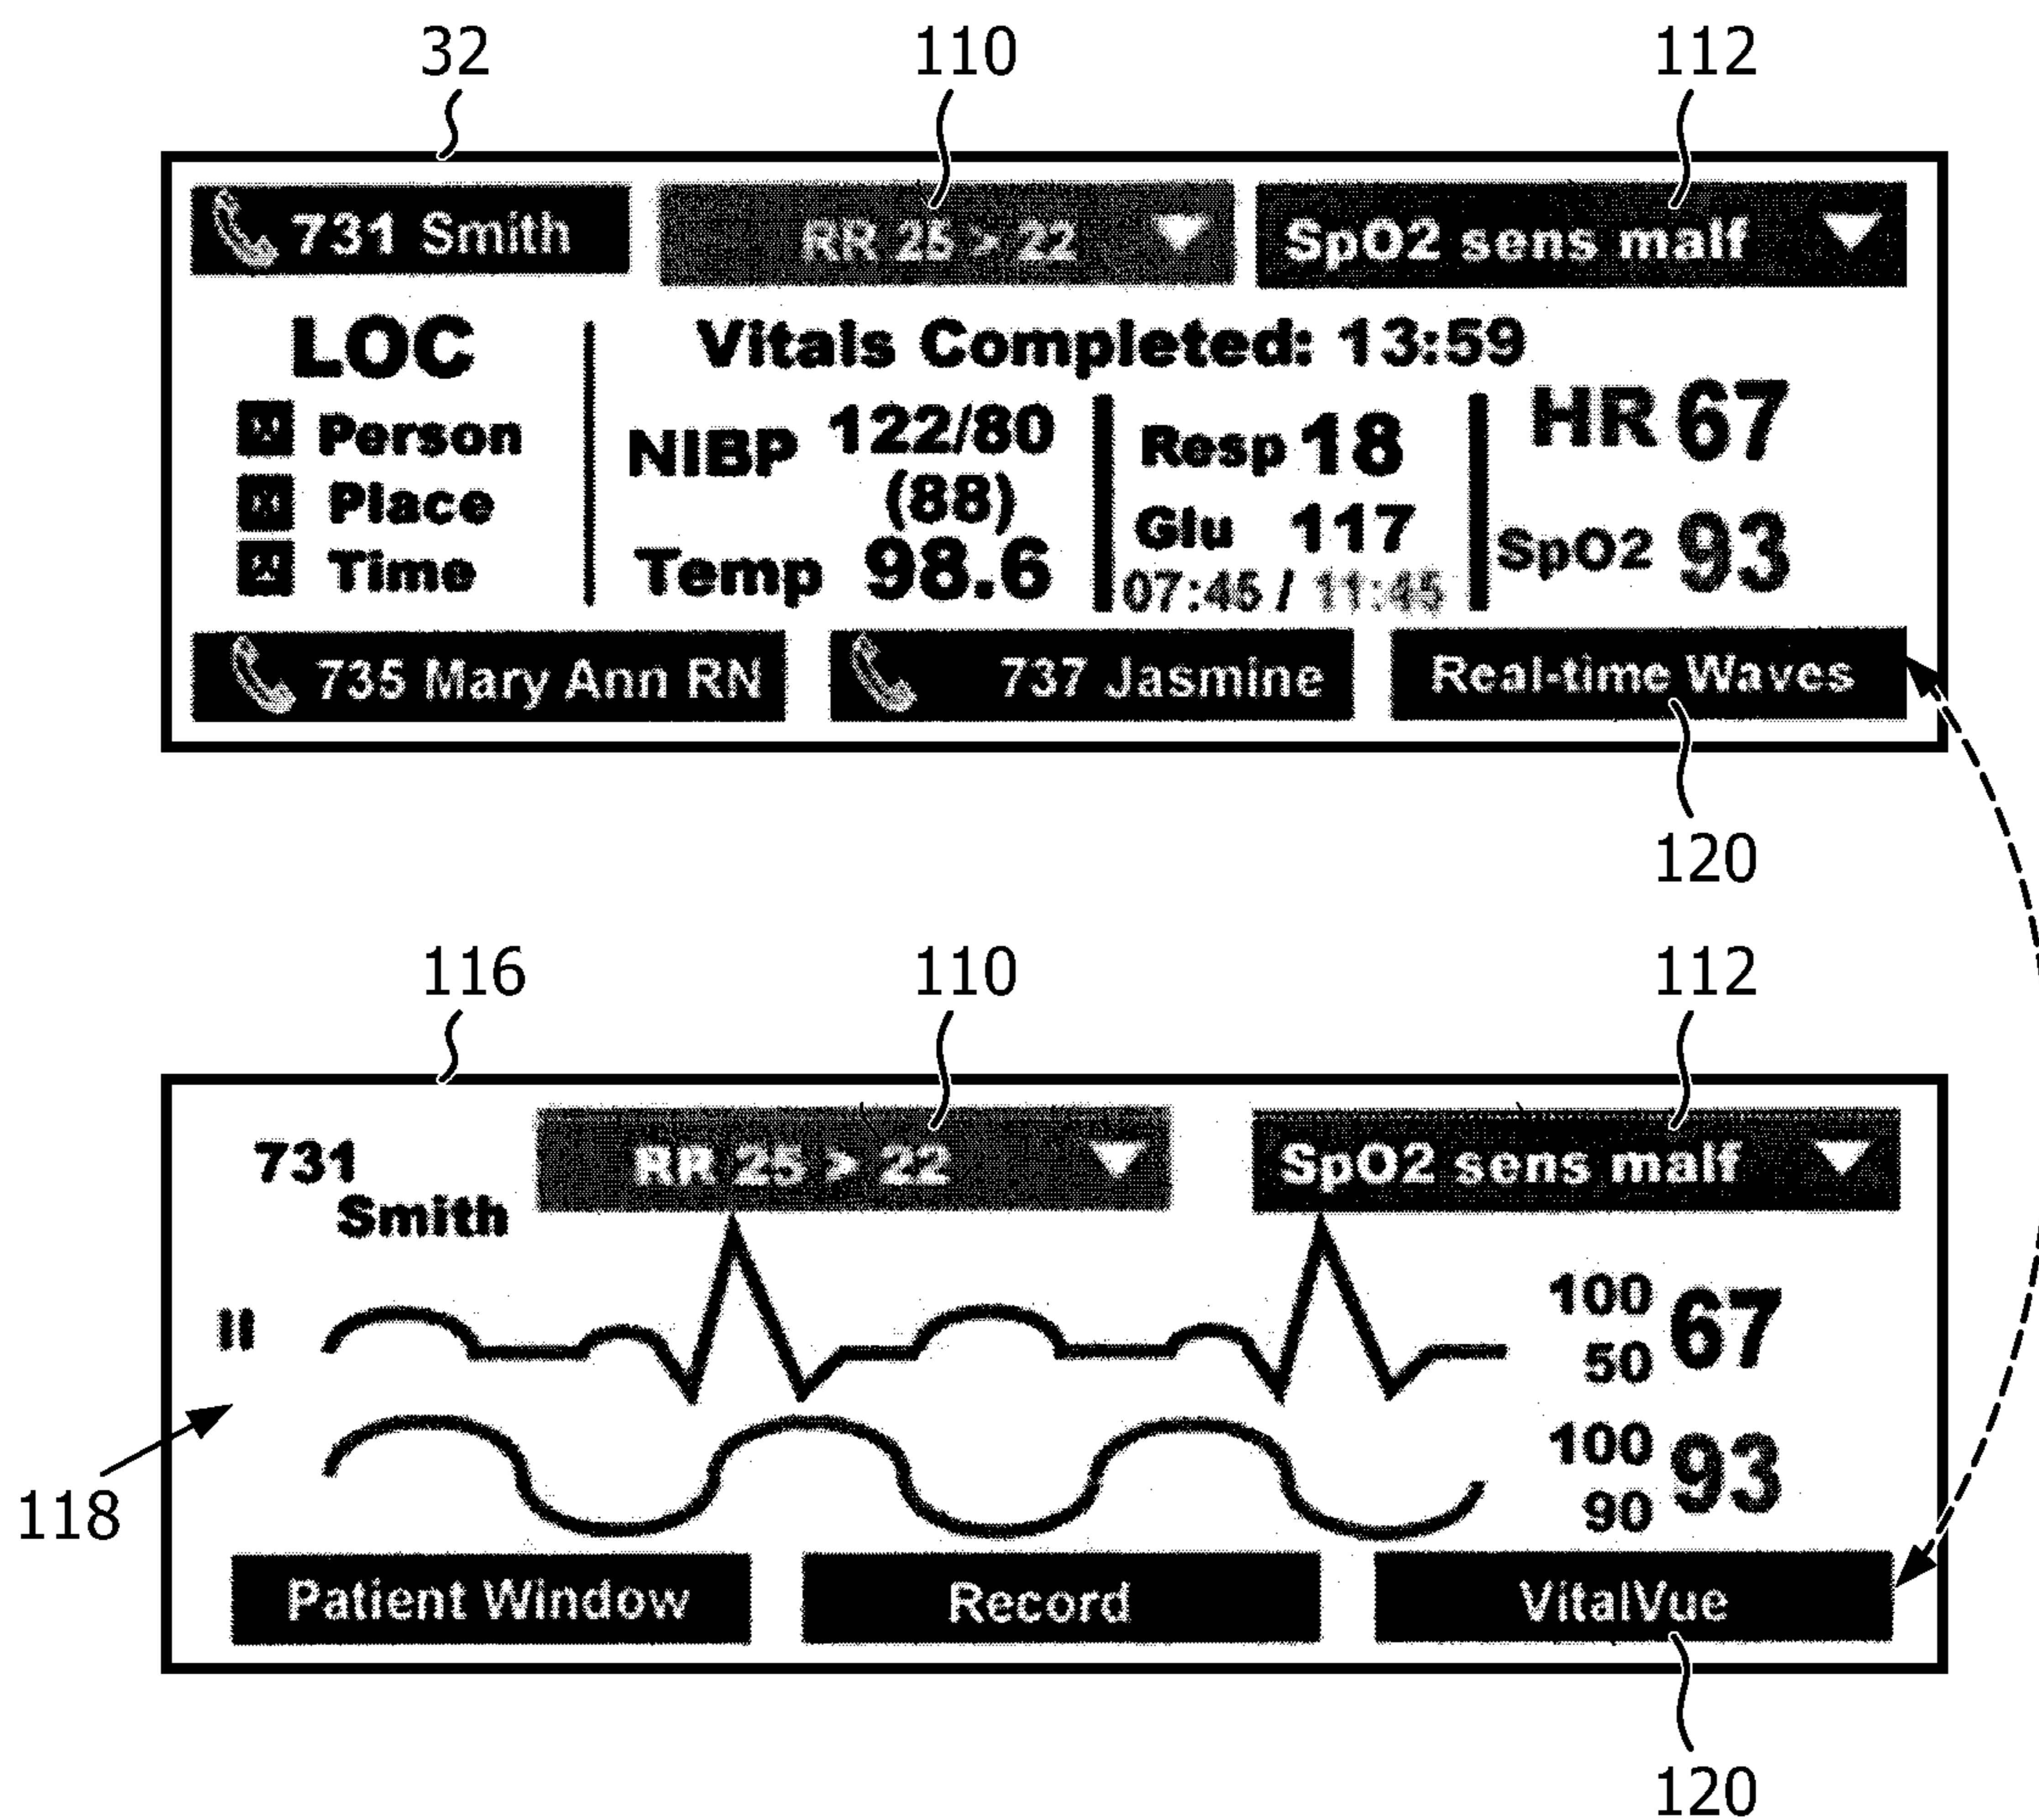 32 110 112
731 Smith RR 25 > 22 SpO2 sens malf
LOC Vitals Completed: 13:59
Person NIBP 122/80 Resp 18 HR 67
Place (88) Glu 117 SpO2 93
Time Temp 98.6 07:45 / 11:45
735 Mary Ann RN 737 Jasmine Real-time Waves
120
116 110 112
731 RR 25 > 22 SpO2 sens malf
Smith
II 100 67
50
118 100 93
90
Patient Window Record VitalVue
120